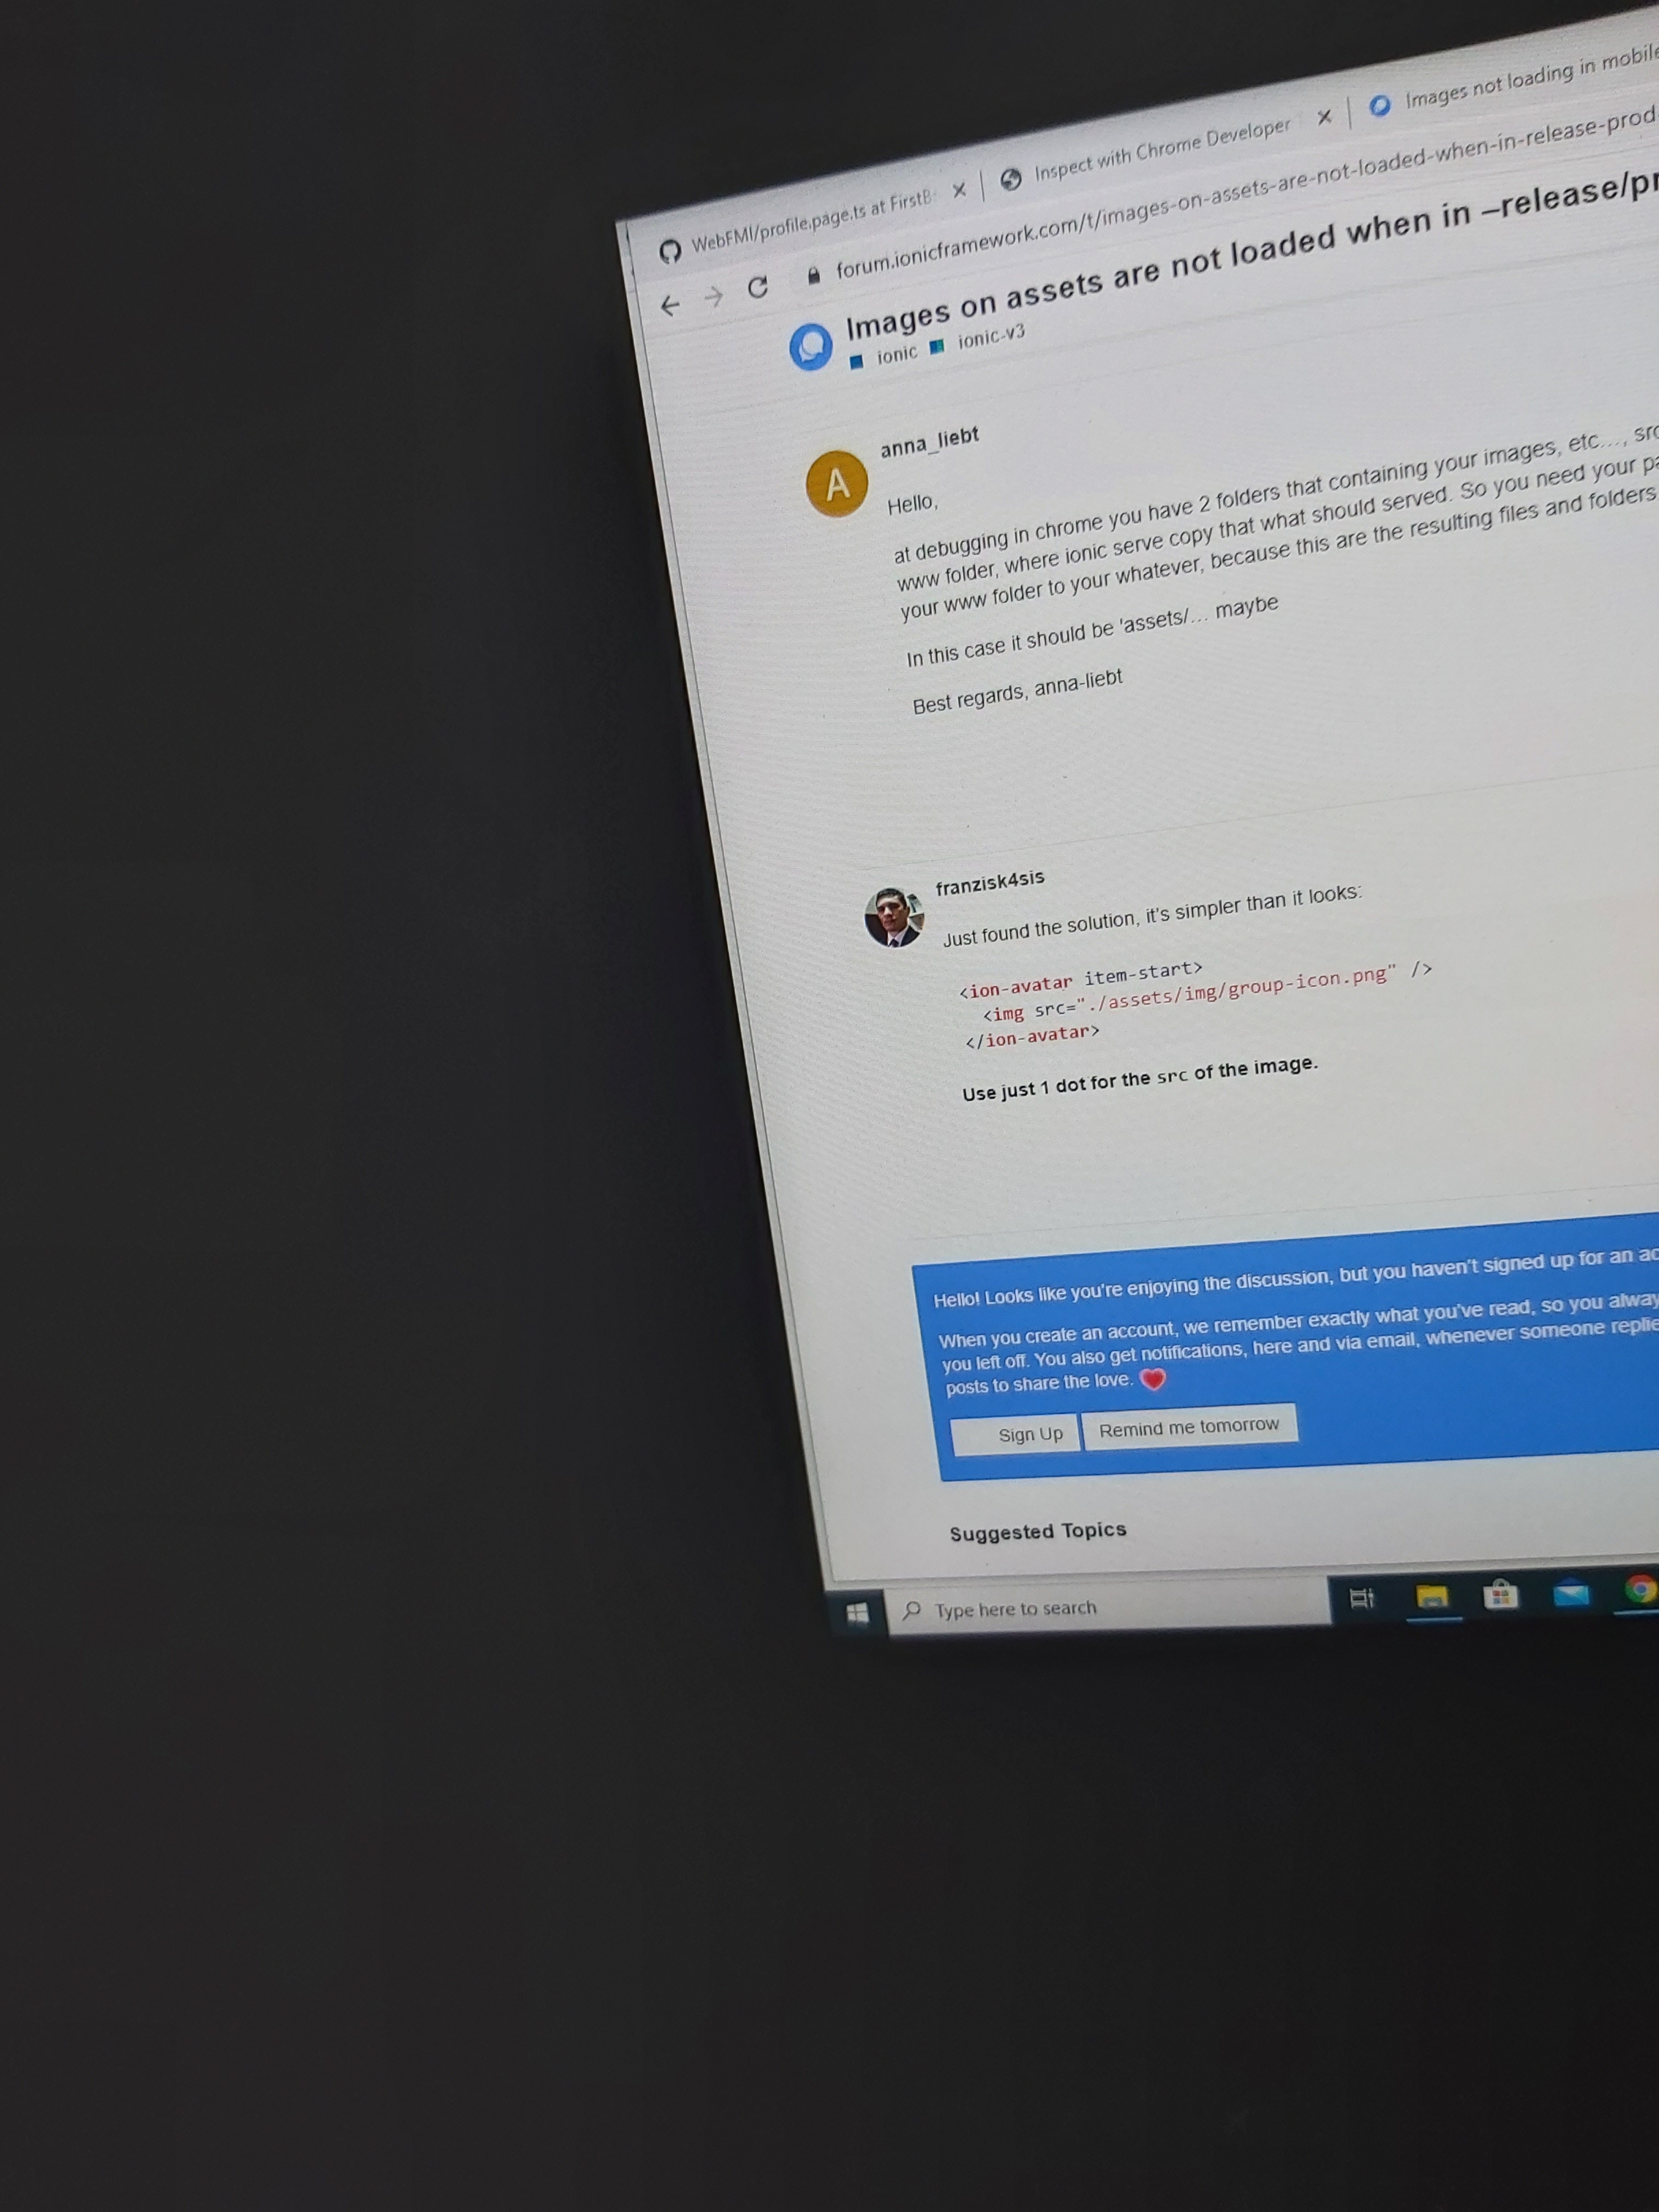 WebFMI/profile.page.ts at FirstB
Inspect with Chrome Developer
Images not loading in mobile
forum.ionicframework.com/t/images-on-assets-are-not-loaded-when-in-release-prod
Images on assets are not loaded when in –release/pr
ionic ionic-v3
A
anna_liebt
Hello,
at debugging in chrome you have 2 folders that containing your images, etc…, src
www folder, where ionic serve copy that what should served. So you need your pa
your www folder to your whatever, because this are the resulting files and folders
In this case it should be 'assets/… maybe
Best regards, anna-liebt
franzisk4sis
Just found the solution, it's simpler than it looks:
<ion-avatar item-start>
<img src="./assets/img/group-icon.png" />
</ion-avatar>
Use just 1 dot for the src of the image.
Hello! Looks like you're enjoying the discussion, but you haven't signed up for an ac
When you create an account, we remember exactly what you've read, so you alway
you left off. You also get notifications, here and via email, whenever someone replie
posts to share the love.
Sign Up
Remind me tomorrow
Suggested Topics
Type here to search